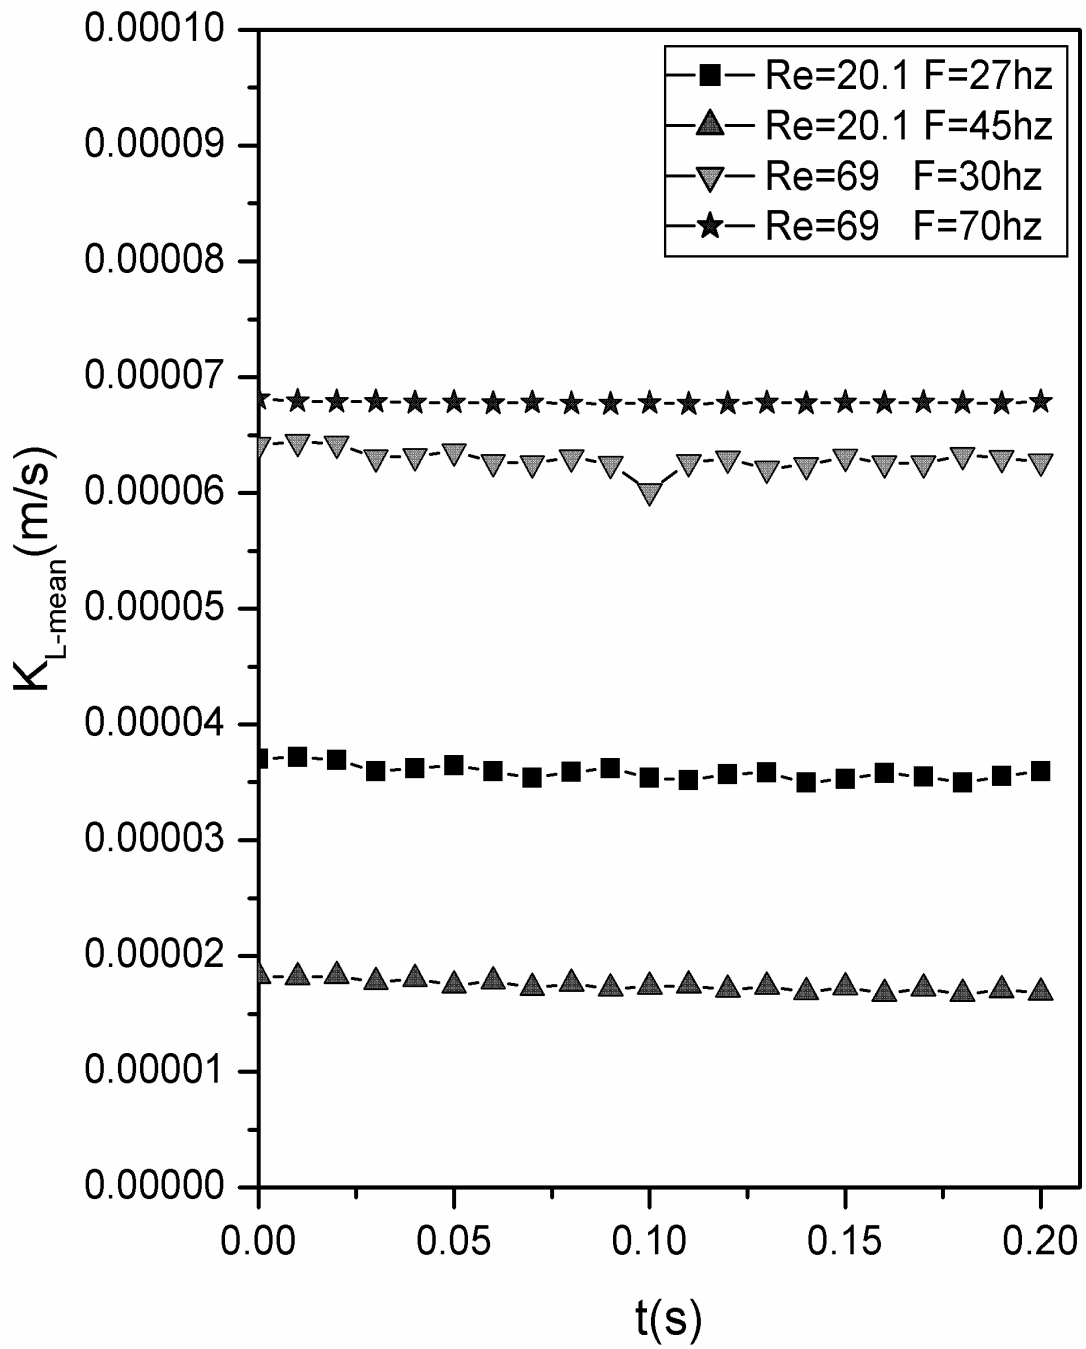 0.00010
0.00009
0.00008
0.00007
0.00006
0.00005
0.00004
0.00003
0.00002
0.00001
0.00000
K_L-mean(m/s)
Re=20.1 F=27hz
Re=20.1 F=45hz
Re=69 F=30hz
Re=69 F=70hz
0.00 0.05 0.10 0.15 0.20
t(s)